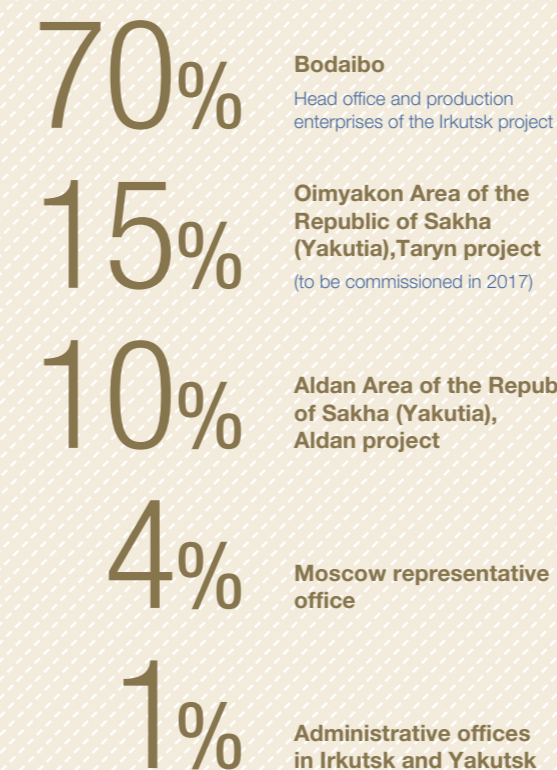 70%
Bodaibo
Head office and production
enterprises of the Irkutsk project
15%
Oimyakon Area of the
Republic of Sakha
(Yakutia),Taryn project
(to be commissioned in 2017)
10%
Aldan Area of the Repub
of Sakha (Yakutia),
Aldan project
4%
Moscow representative
office
1%
Administrative offices
in Irkutsk and Yakutsk